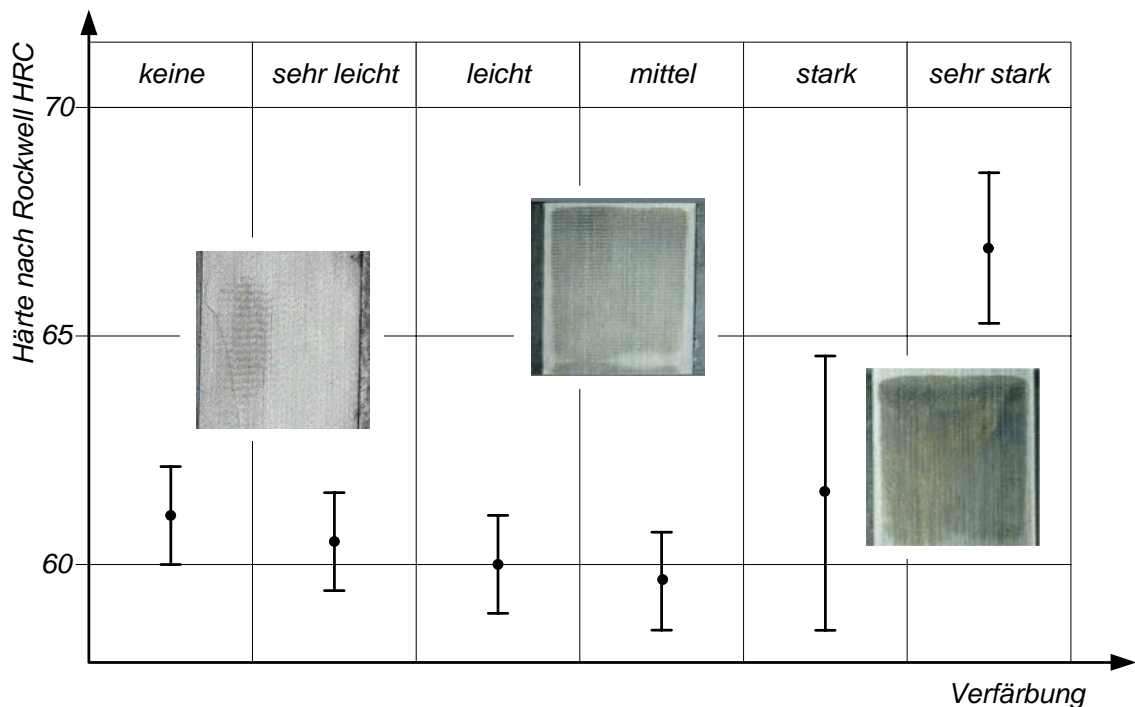 Härte nach Rockwell HRC
keine
sehr leicht
leicht
mittel
stark
sehr stark
70
65
60
Verfärbung